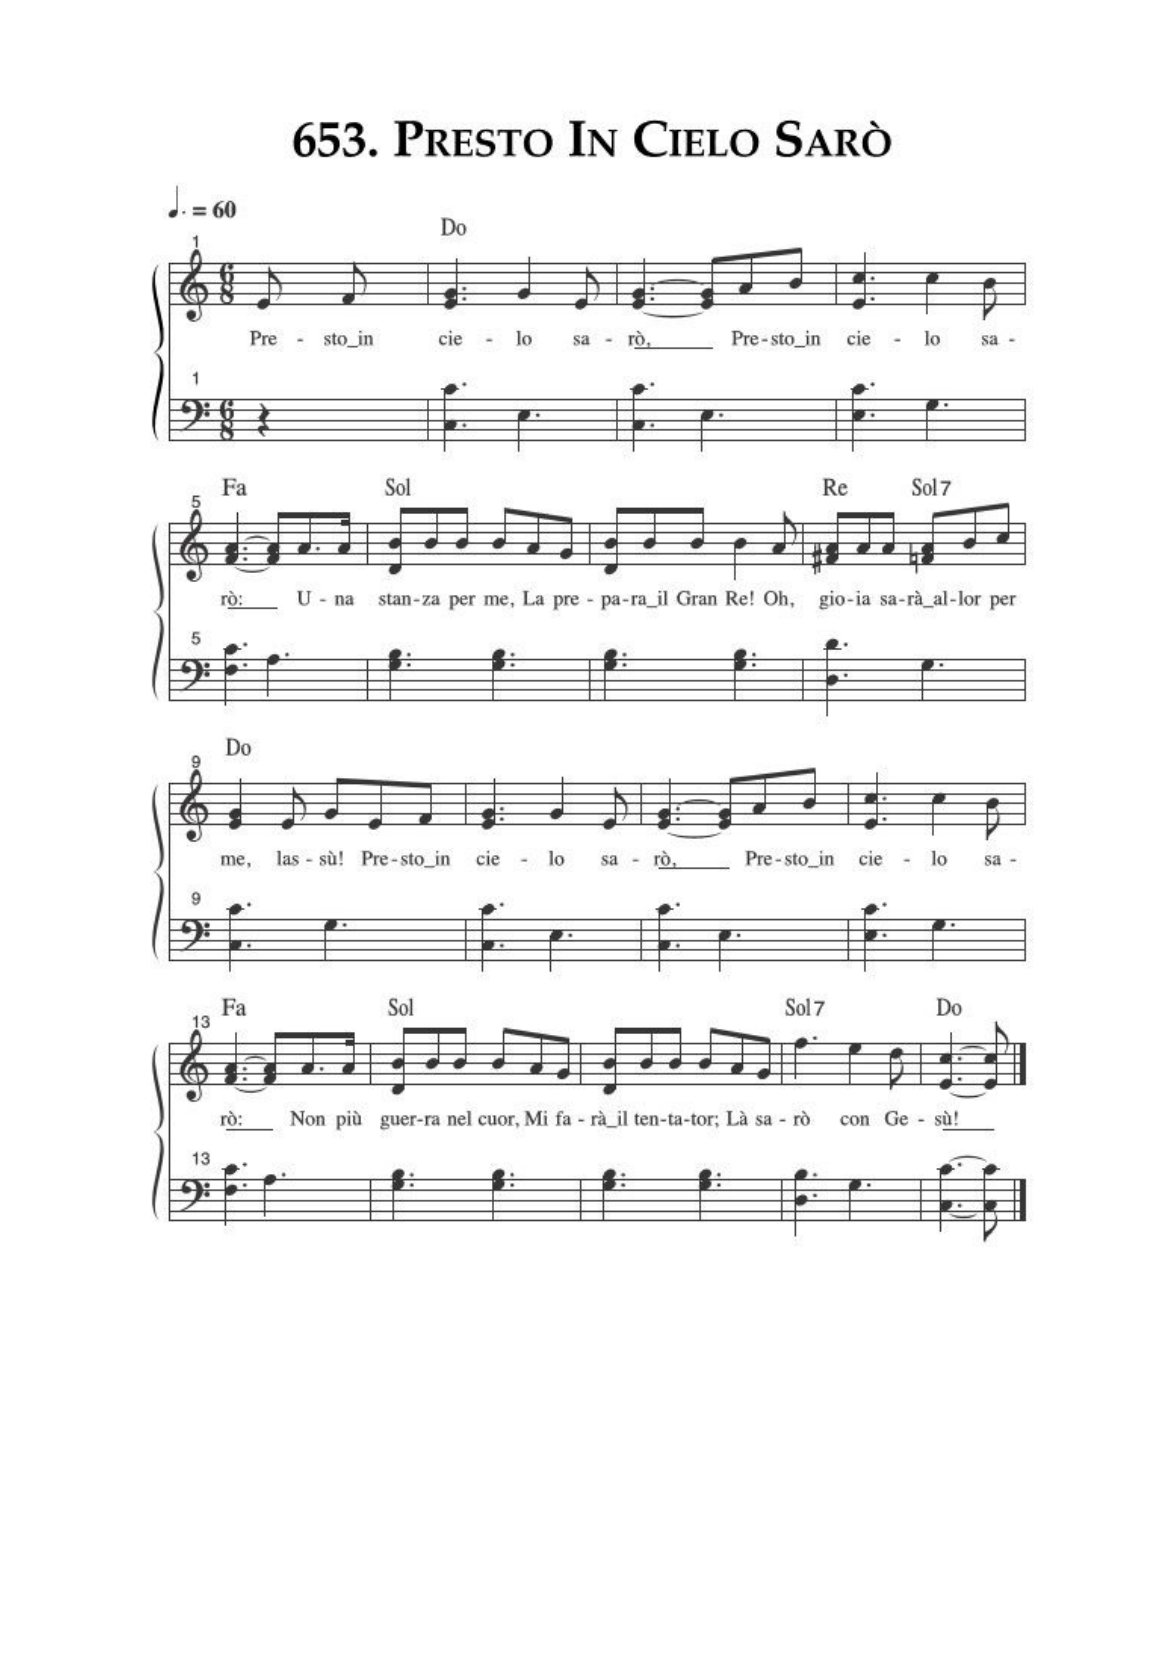 653. Presto In Cielo Sarò
♩. = 60
Do
1
6
8
Pre - sto_in cie - lo sa - rò, Pre-sto_in cie - lo sa -
1
6
8
Fa Sol Re Sol7
5
rò: U - na stan-za per me, La pre - pa-ra_il Gran Re! Oh, gio-ia sa-rà_al-lor per
5
Do
9
me, las - sù! Pre-sto_in cie - lo sa - rò, Pre-sto_in cie - lo sa -
9
Fa Sol Sol7 Do
13
rò: Non più guer-ra nel cuor, Mi fa - rà_il ten-ta-tor; Là sa - rò con Ge - sù!
13